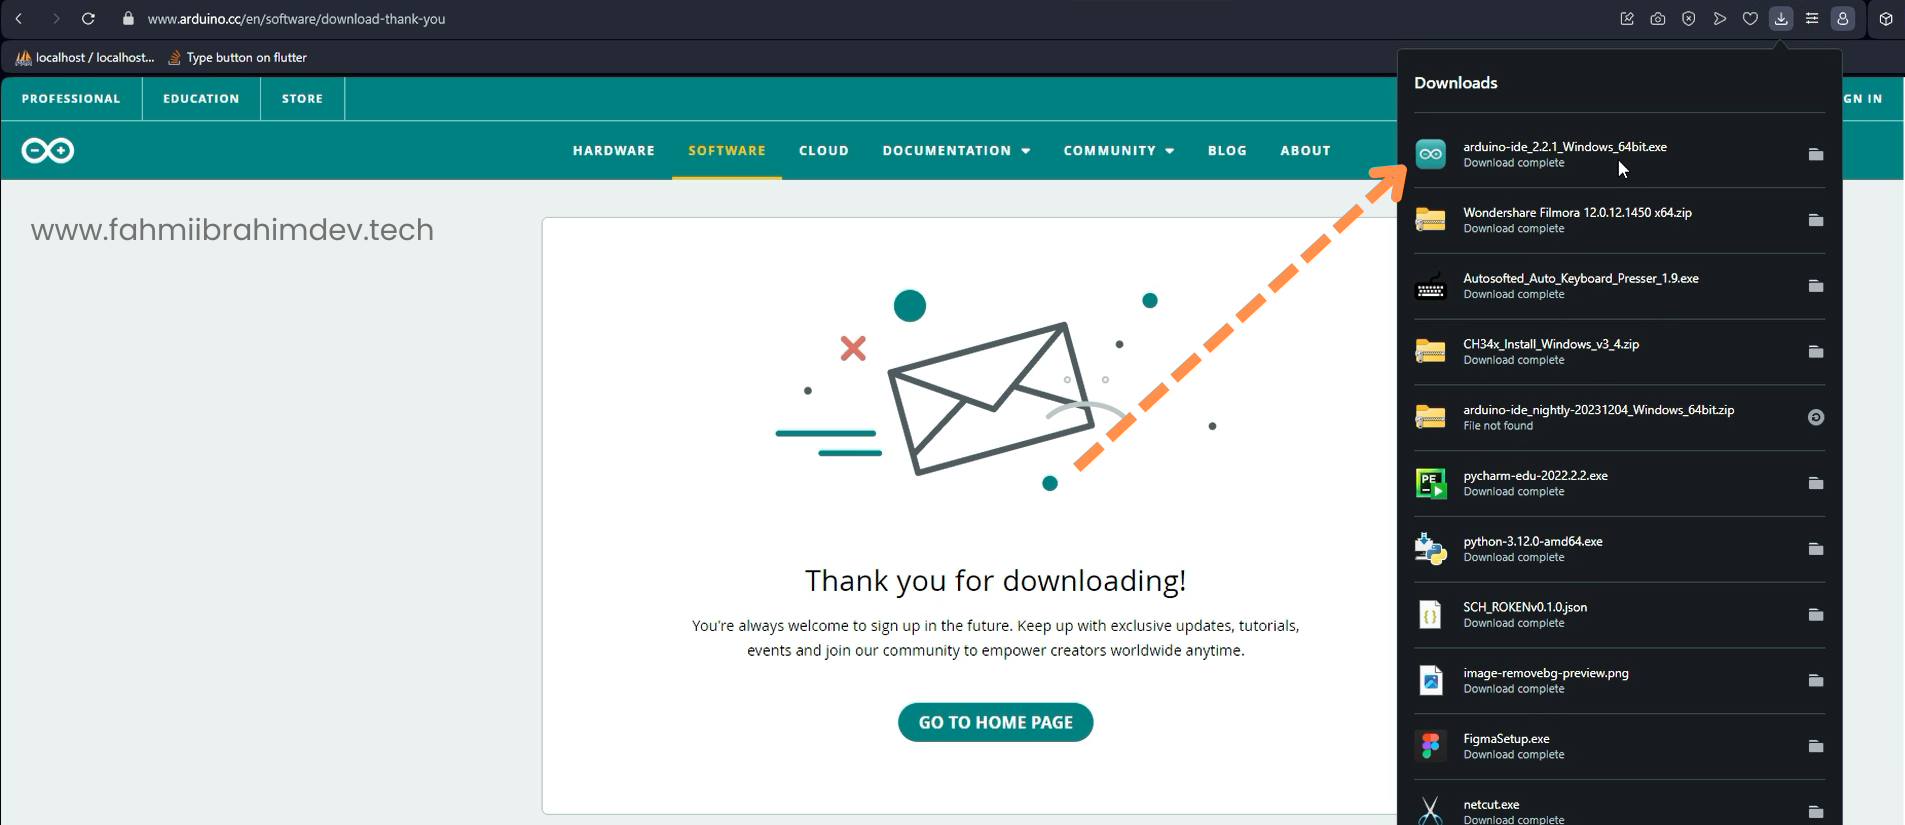 www.arduino.cc/en/software/download-thank-you
localhost / localhost...
Type button on flutter
PROFESSIONAL
EDUCATION
STORE
GN IN
HARDWARE
SOFTWARE
CLOUD
DOCUMENTATION
COMMUNITY
BLOG
ABOUT
www.fahmiibrahimdev.tech
Thank you for downloading!
You're always welcome to sign up in the future. Keep up with exclusive updates, tutorials,
events and join our community to empower creators worldwide anytime.
GO TO HOME PAGE
Downloads
arduino-ide_2.2.1_Windows_64bit.exe
Download complete
Wondershare Filmora 12.0.12.1450 x64.zip
Download complete
Autosofted_Auto_Keyboard_Presser_1.9.exe
Download complete
CH34x_Install_Windows_v3_4.zip
Download complete
arduino-ide_nightly-20231204_Windows_64bit.zip
File not found
PE
pycharm-edu-2022.2.2.exe
Download complete
python-3.12.0-amd64.exe
Download complete
SCH_ROKENv0.1.0.json
Download complete
image-removebg-preview.png
Download complete
FigmaSetup.exe
Download complete
netcut.exe
Download complete